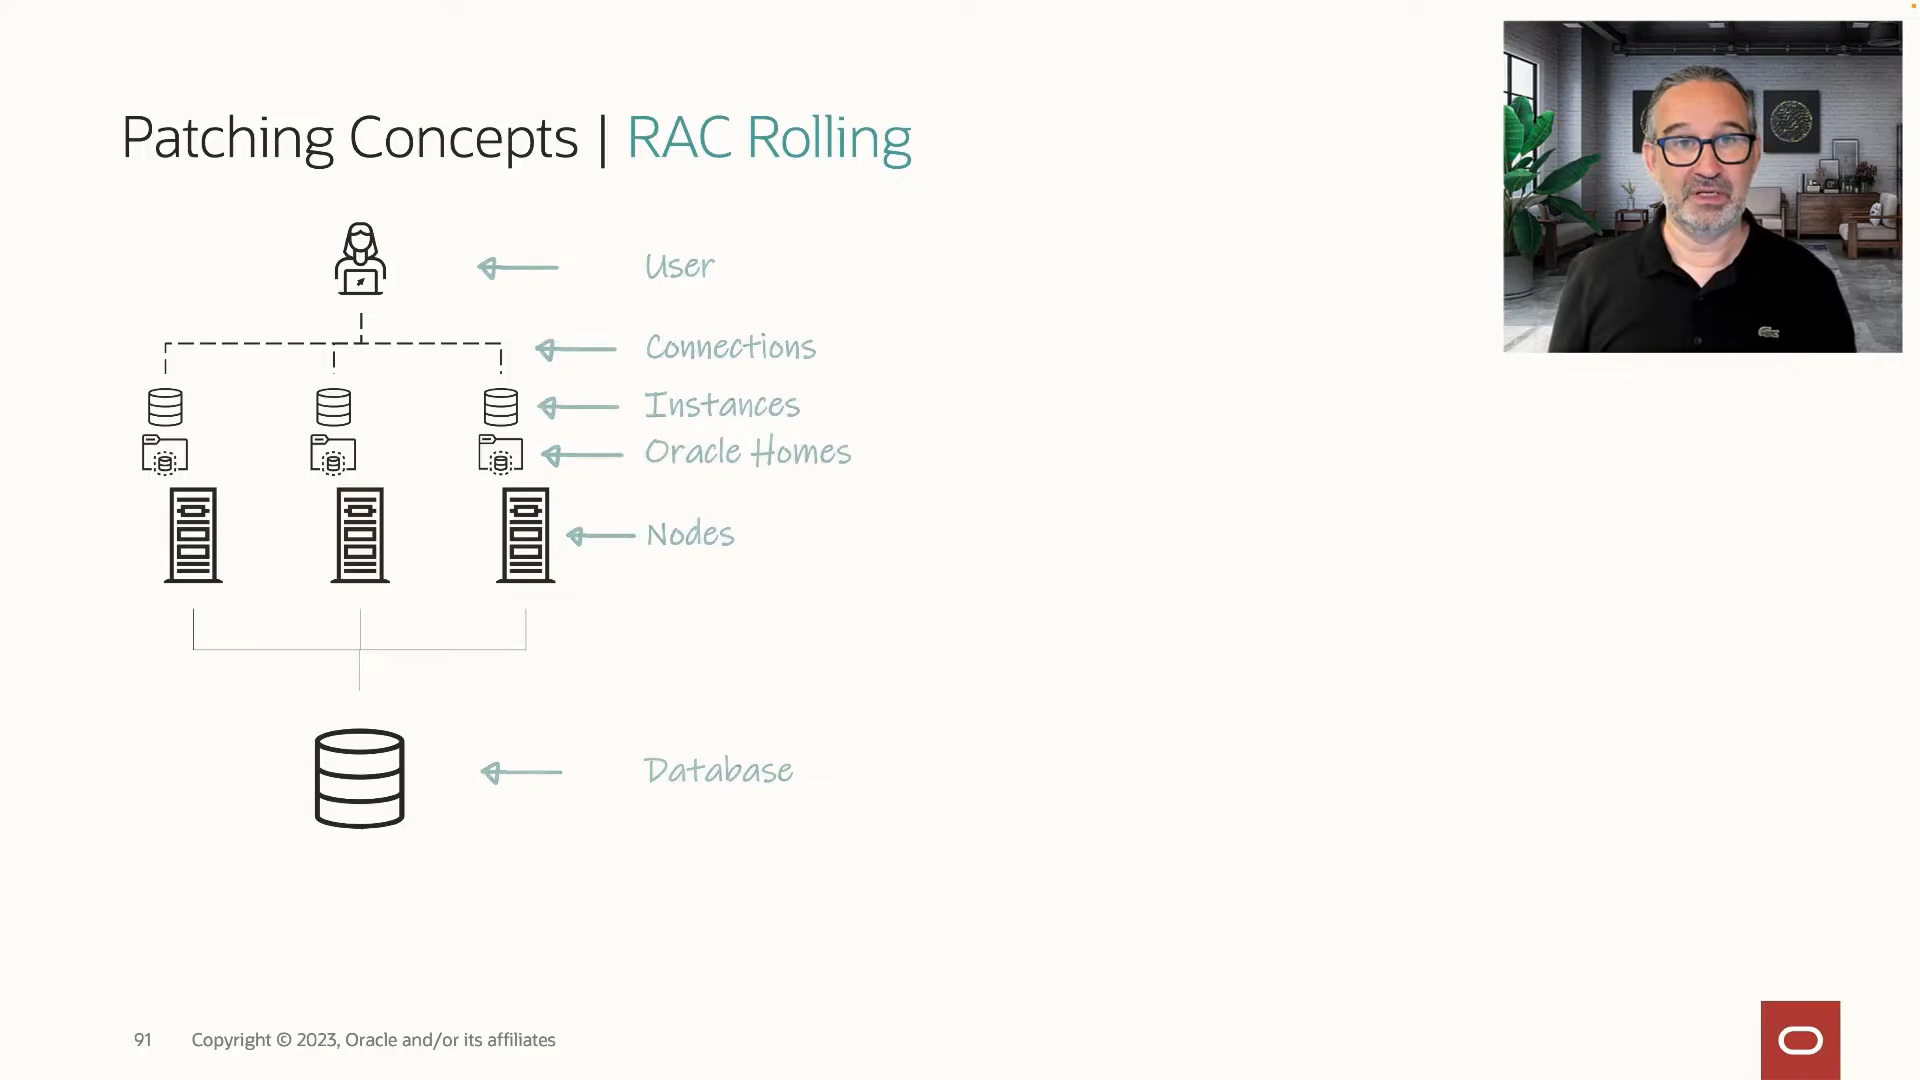 Patching Concepts | RAC Rolling
User
Connections
Instances
Oracle Homes
Nodes
Database
91 Copyright © 2023, Oracle and/or its affiliates